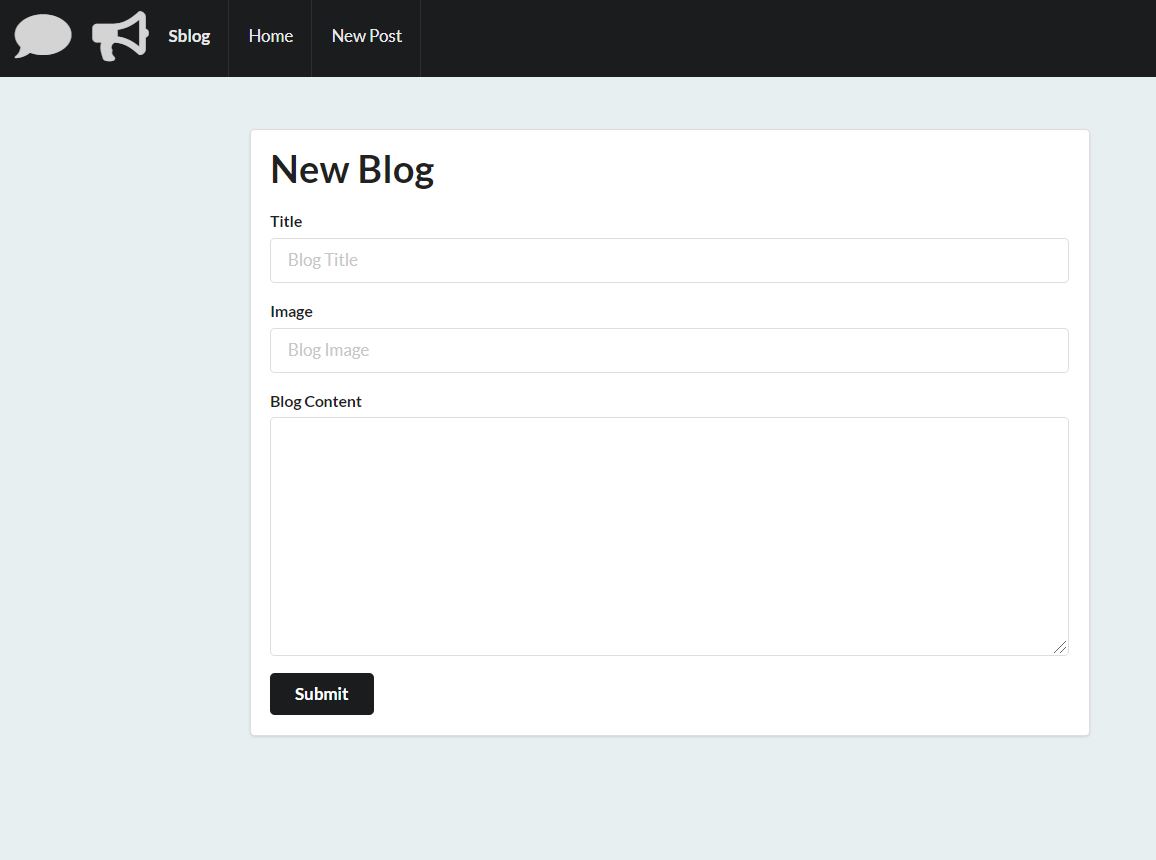 Sblog Home New Post
New Blog
Title
Blog Title
Image
Blog Image
Blog Content
Submit